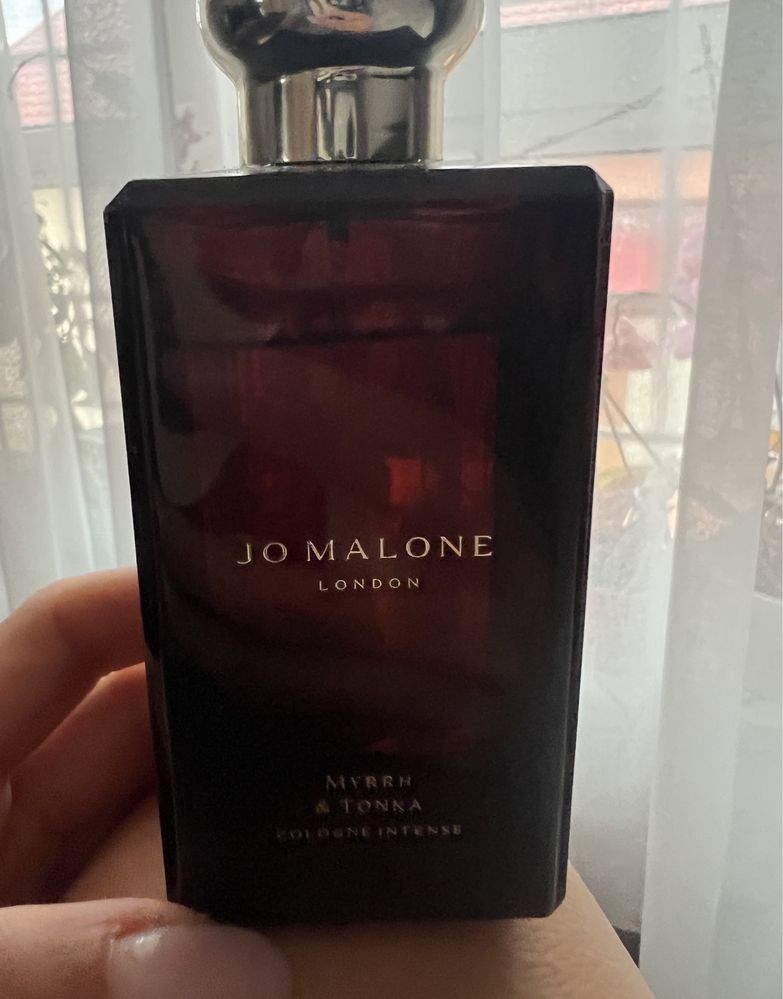 JO MALONE
LONDON
MYRRH
& TONKA
COLOGNE INTENSE